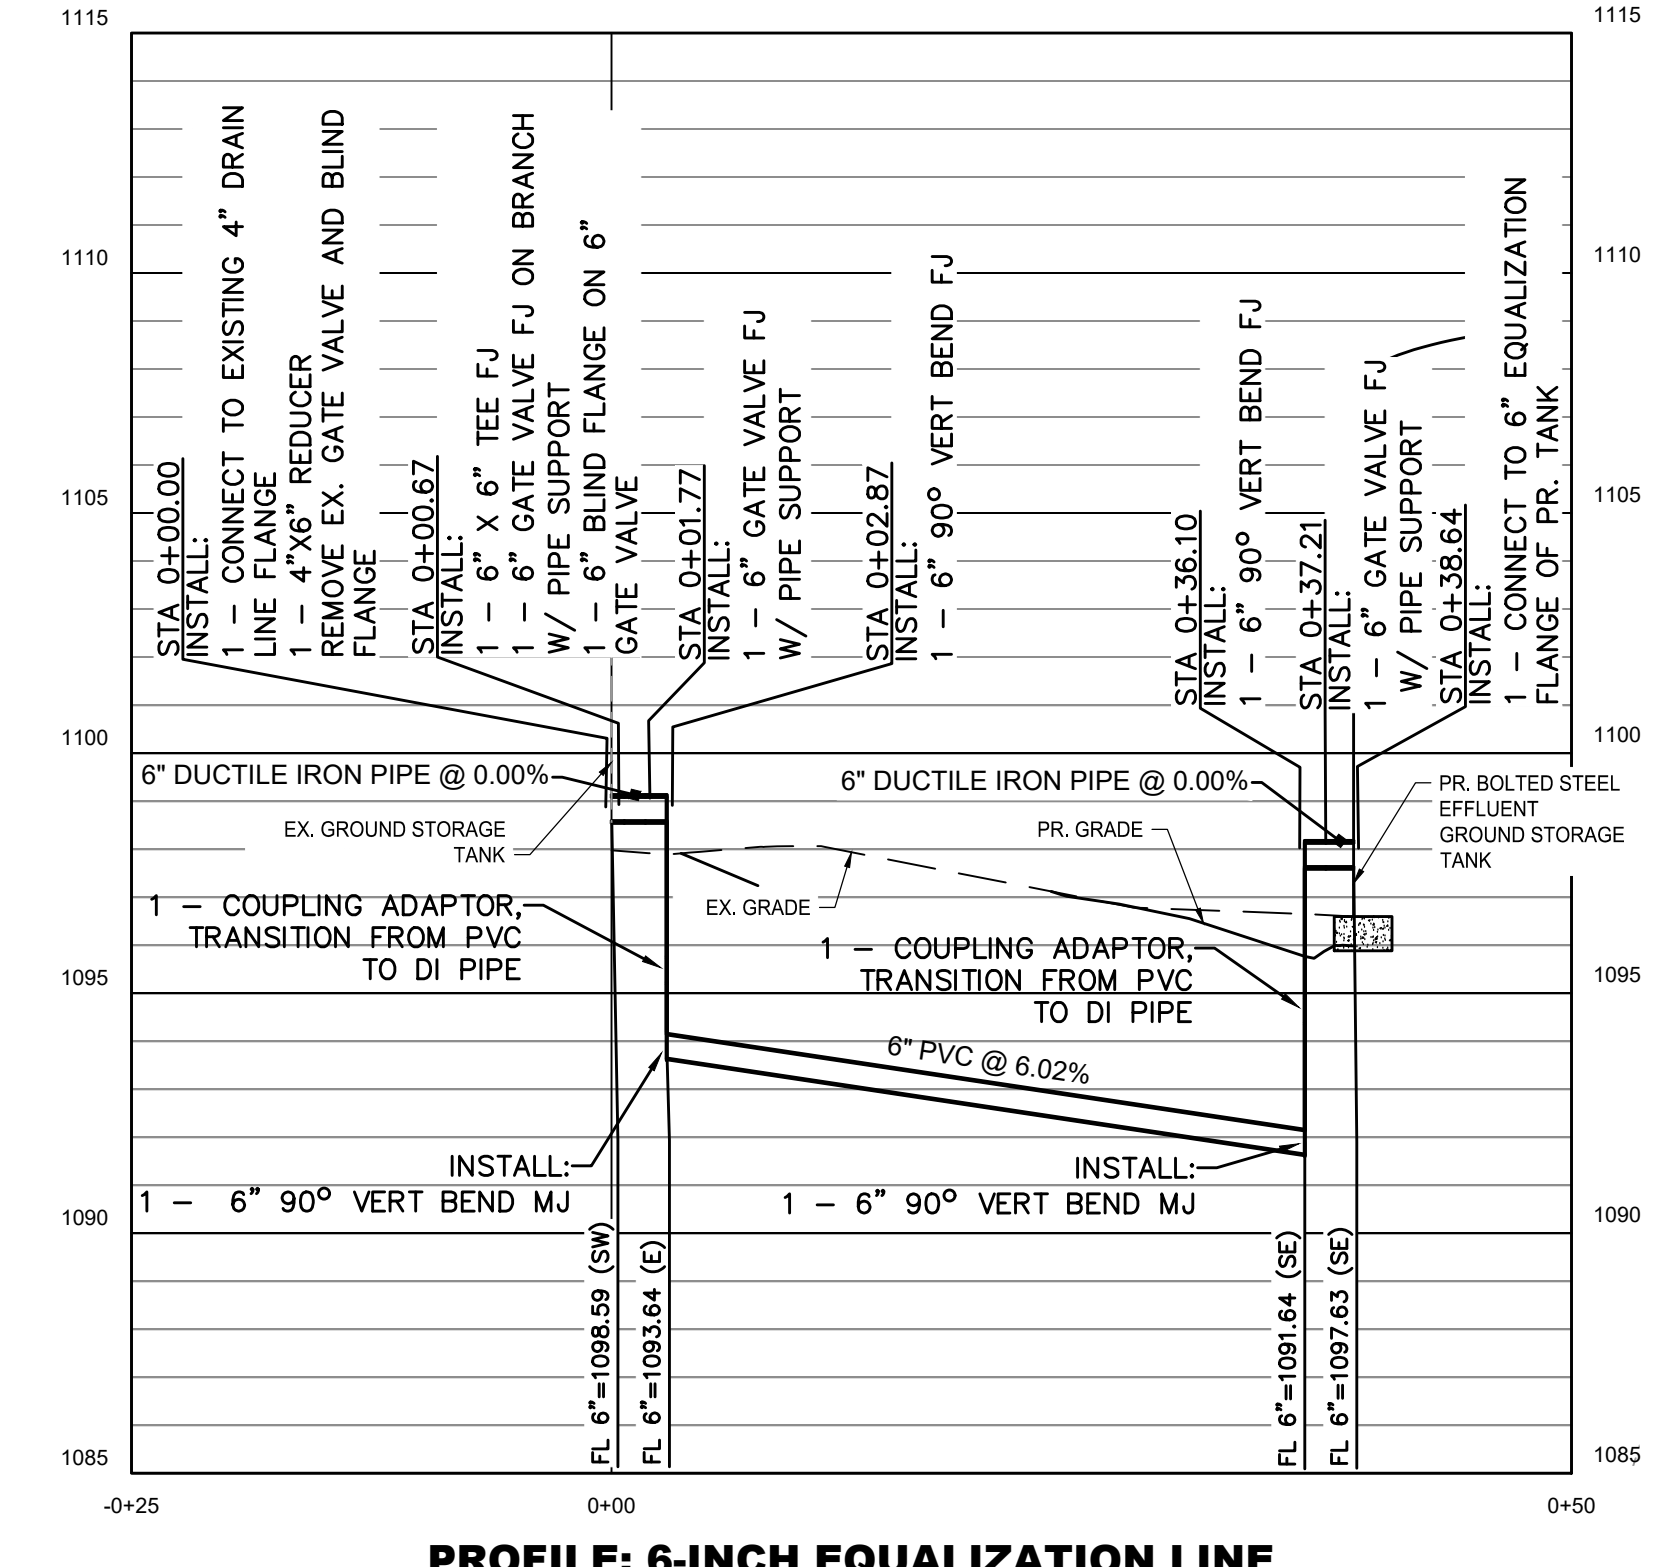 1115
1115
1110
1110
1105
1105
1100
1100
1095
1095
1090
1090
1085
1085
STA 0+00.00
INSTALL:
1 - CONNECT TO EXISTING 4" DRAIN
LINE FLANGE
1 - 4"X6" REDUCER
REMOVE EX. GATE VALVE AND BLIND
FLANGE
STA 0+00.67
INSTALL:
1 - 6" X 6" TEE FJ
1 - 6" GATE VALVE FJ ON BRANCH
W/ PIPE SUPPORT
1 - 6" BLIND FLANGE ON 6"
GATE VALVE
STA 0+01.77
INSTALL:
1 - 6" GATE VALVE FJ
W/ PIPE SUPPORT
STA 0+02.87
INSTALL:
1 - 6" 90° VERT BEND FJ
STA 0+36.10
INSTALL:
1 - 6" 90° VERT BEND FJ
STA 0+37.21
INSTALL:
1 - 6" GATE VALVE FJ
W/ PIPE SUPPORT
STA 0+38.64
INSTALL:
1 - CONNECT TO 6" EQUALIZATION
FLANGE OF PR. TANK
6" DUCTILE IRON PIPE @ 0.00%
6" DUCTILE IRON PIPE @ 0.00%
PR. BOLTED STEEL
EFFLUENT
GROUND STORAGE
TANK
EX. GROUND STORAGE
TANK
PR. GRADE
EX. GRADE
1 - COUPLING ADAPTOR,
TRANSITION FROM PVC
TO DI PIPE
1 - COUPLING ADAPTOR,
TRANSITION FROM PVC
TO DI PIPE
6" PVC @ 6.02%
INSTALL:
1 - 6" 90° VERT BEND MJ
INSTALL:
1 - 6" 90° VERT BEND MJ
FL 6"=1098.59 (SW)
FL 6"=1093.64 (E)
FL 6"=1091.64 (SE)
FL 6"=1097.63 (SE)
-0+25
0+00
0+50
PROFILE: 6-INCH EQUALIZATION LINE